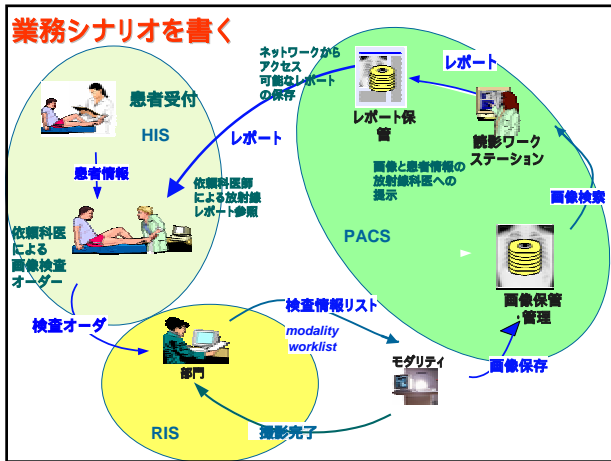 業務シナリオを書く
ネットワークから
アクセス
可能なレポート
の保存
レポート
患者受付
HIS
レポート保
管
読影ワーク
ステーション
レポート
患者情報
依頼科医師
による放射線
レポート参照
画像と患者情報の
放射線科医への
提示
画像検索
依頼科医
による
画像検査
オーダー
PACS
検査オーダ
検査情報リスト
modality
worklist
画像保管
・管理
モダリティ
部門
画像保存
RIS
撮影完了